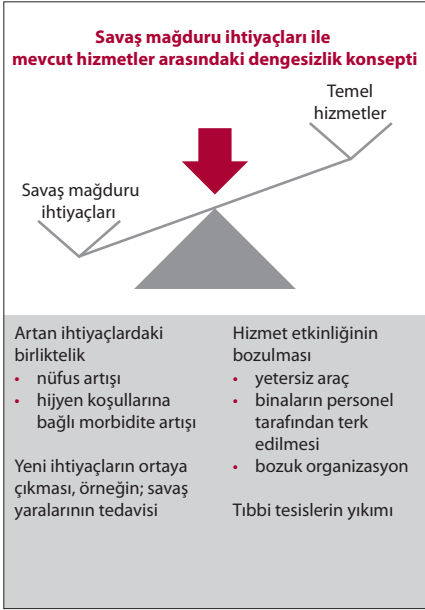 Savaş mağduru ihtiyaçları ile
mevcut hizmetler arasındaki dengesizlik konsepti
Temel
hizmetler
Savaş mağduru
ihtiyaçları
Artan ihtiyaçlardaki
birliktelik
• nüfus artışı
• hijyen koşullarına
bağlı morbidite artışı
Yeni ihtiyaçların ortaya
çıkması, örneğin; savaş
yaralarının tedavisi
Hizmet etkinliğinin
bozulması
• yetersiz araç
• binaların personel
tarafından terk
edilmesi
• bozuk organizasyon
Tıbbi tesislerin yıkımı